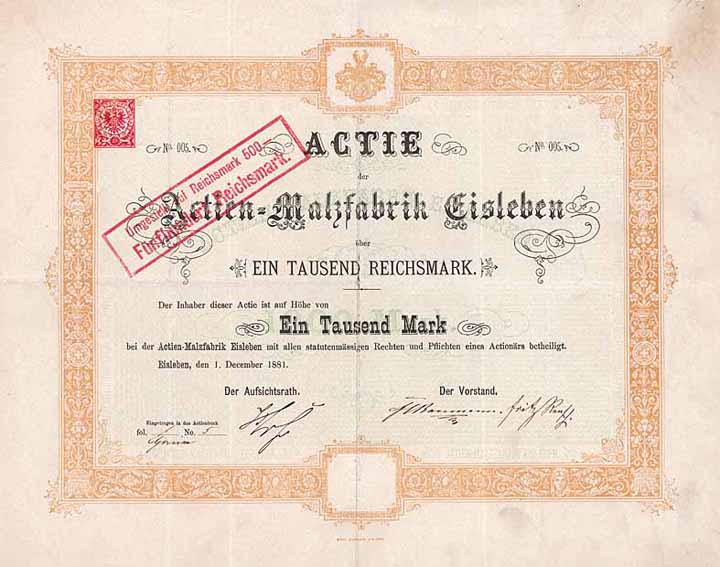 ACTIE
No. 005.
No. 005.
der
Umgestellt auf Reichsmark 500.—
Fünfhundert Reichsmark.
Actien-Malzfabrik Eisleben
über
EIN TAUSEND REICHSMARK.
Der Inhaber dieser Actie ist auf Höhe von
Ein Tausend Mark
bei der Actien-Malzfabrik Eisleben mit allen statutenmässigen Rechten und Pflichten eines Actionärs betheiligt.
Eisleben, den 1. December 1881.
Der Aufsichtsrath.
Der Vorstand.
Eingetragen in das Actienbuch
fol. No. 5